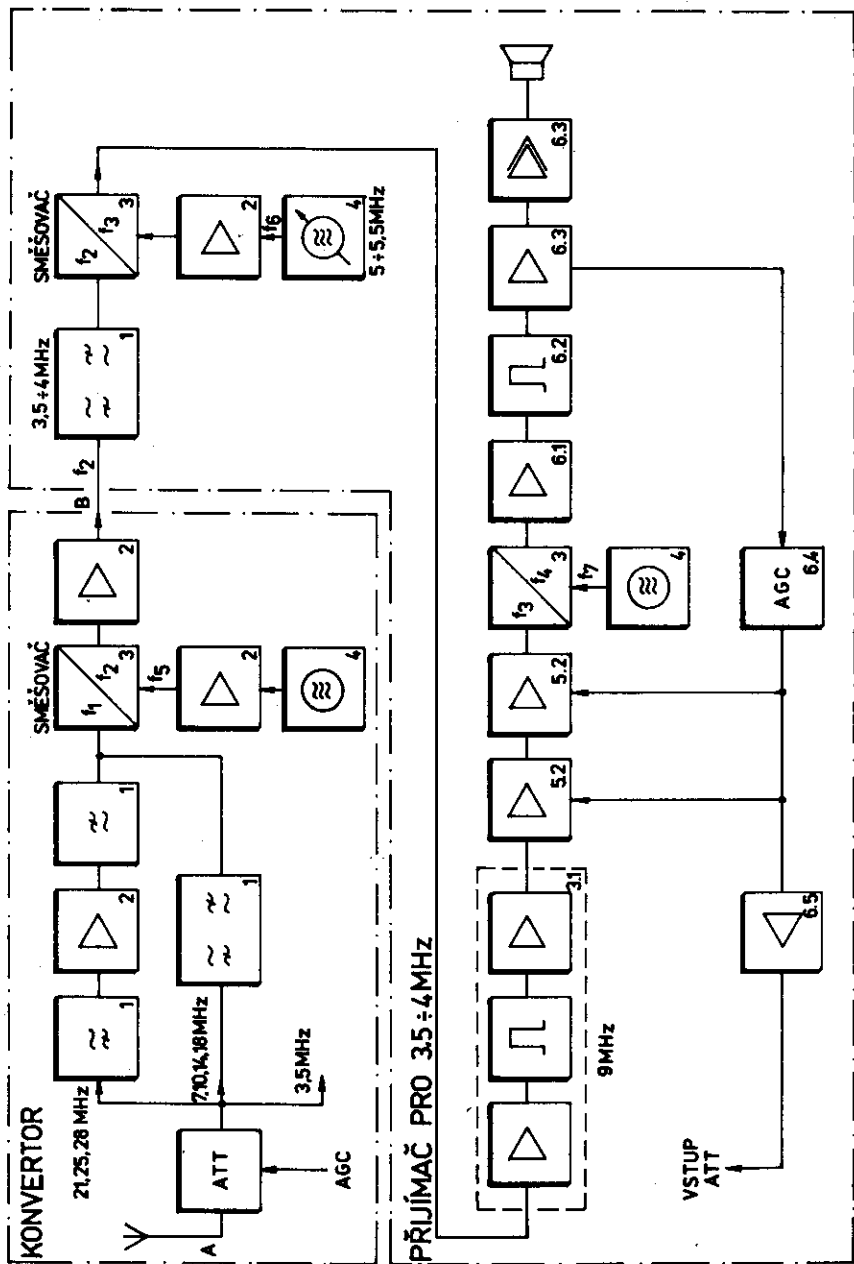 KONVERTOR
A
ATT
AGC
21,25,28 MHz
7,10,14,18MHz
3,5MHz
1
2
1
1
SMĚŠOVAČ
f1
f2
3
f5
2
4
2
B
f2
3,5÷4MHz
1
SMĚŠOVAČ
f2
f3
3
2
f6
4
5÷5,5MHz
PŘIJÍMAČ PRO 3.5÷4MHz
3.1
9MHz
5.2
5.2
f3
f4
3
f7
4
6.1
6.2
6.3
6.3
AGC
6.4
6.5
VSTUP
ATT